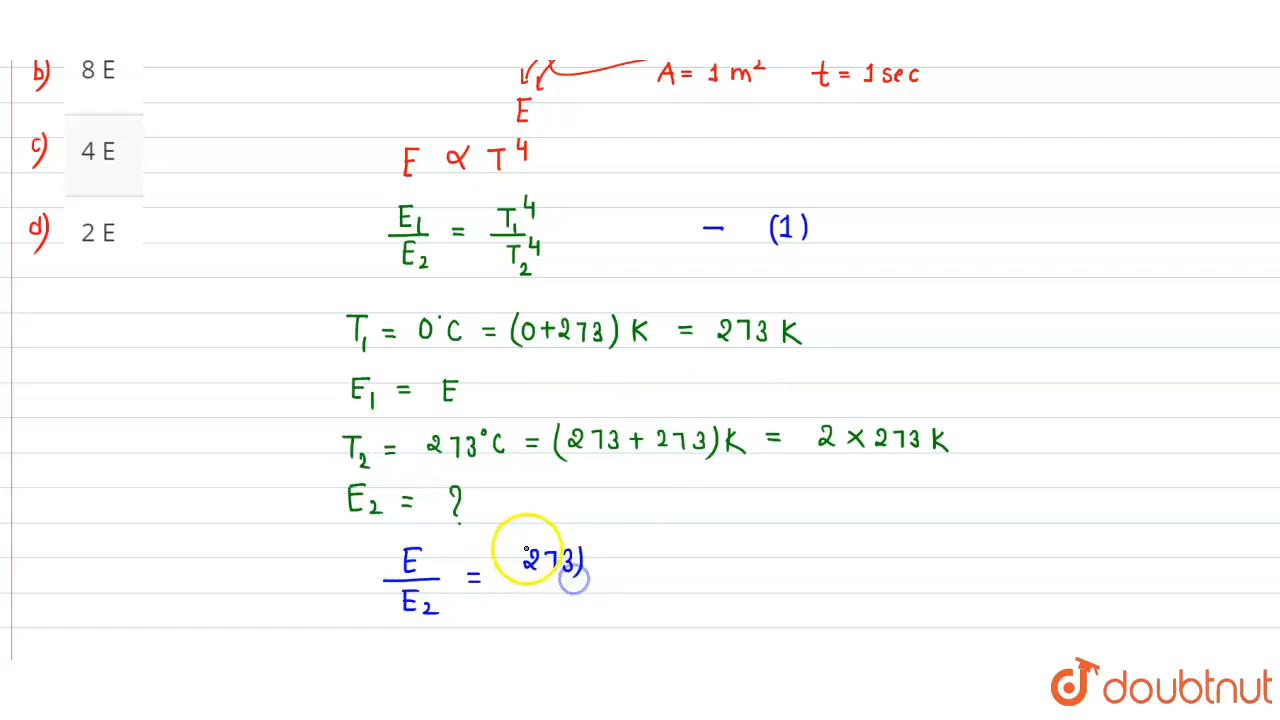 b) 8 E
A = 1 m² t = 1 sec
E
c) 4 E
E ∝ T⁴
d) 2 E
E₁/E₂ = T₁⁴/T₂⁴ — (1)
T₁ = 0°C = (0+273) K = 273 K
E₁ = E
T₂ = 273°C = (273 + 273) K = 2 × 273 K
E₂ = ?
E/E₂ = 273)
doubtnut